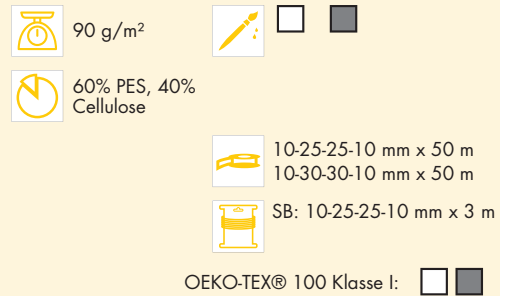 90 g/m²
60% PES, 40%
Cellulose
10-25-25-10 mm x 50 m
10-30-30-10 mm x 50 m
SB: 10-25-25-10 mm x 3 m
OEKO-TEX® 100 Klasse I: